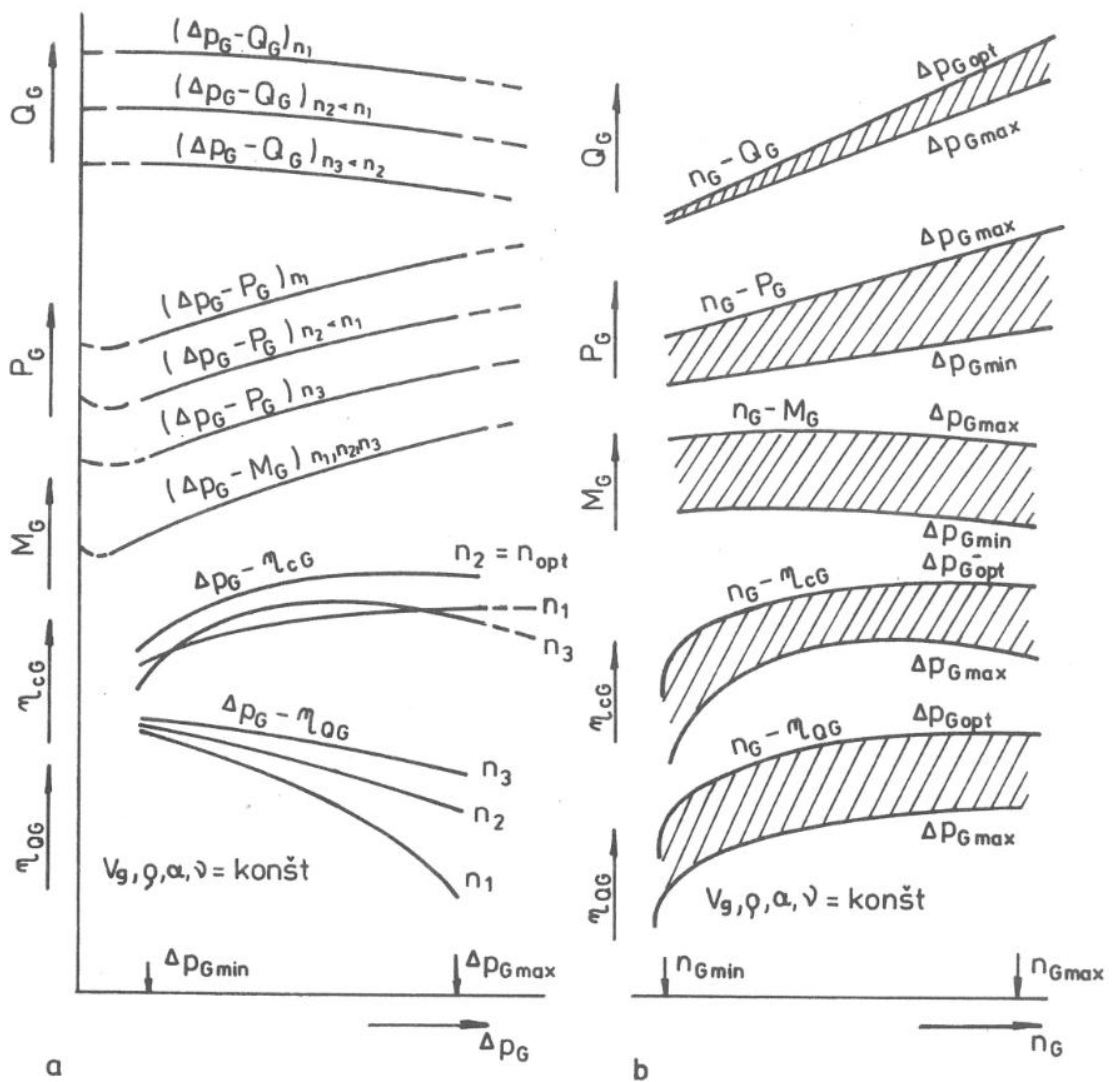 Q_G
(Δp_G - Q_G)_n1
(Δp_G - Q_G)_n2 < n1
(Δp_G - Q_G)_n3 < n2
P_G
(Δp_G - P_G)_n1
(Δp_G - P_G)_n2 < n1
(Δp_G - P_G)_n3
M_G
(Δp_G - M_G)_n1,n2,n3
η_cG
Δp_G - η_cG
n_2 = n_opt
n_1
n_3
η_QG
Δp_G - η_QG
n_3
n_2
n_1
V_g, ρ, α, ν = konšt
Δp_Gmin
Δp_Gmax
Δp_G
a
Q_G
n_G - Q_G
Δp_Gopt
Δp_Gmax
P_G
n_G - P_G
Δp_Gmax
Δp_Gmin
M_G
n_G - M_G
Δp_Gmax
Δp_Gmin
η_cG
n_G - η_cG
Δp_Gopt
Δp_Gmax
η_QG
n_G - η_QG
Δp_Gopt
Δp_Gmax
V_g, ρ, α, ν = konšt
n_Gmin
n_Gmax
n_G
b